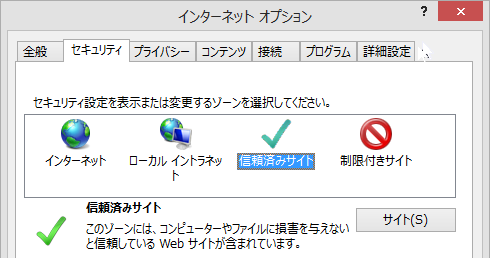 インターネット オプション
?
全般 セキュリティ プライバシー コンテンツ 接続 プログラム 詳細設定
セキュリティ設定を表示または変更するゾーンを選択してください。
インターネット ローカル イントラネッ 信頼済みサイト 制限付きサイト
ト
信頼済みサイト
サイト(S)
このゾーンには、コンピューターやファイルに損害を与えない
と信頼している Web サイトが含まれています。